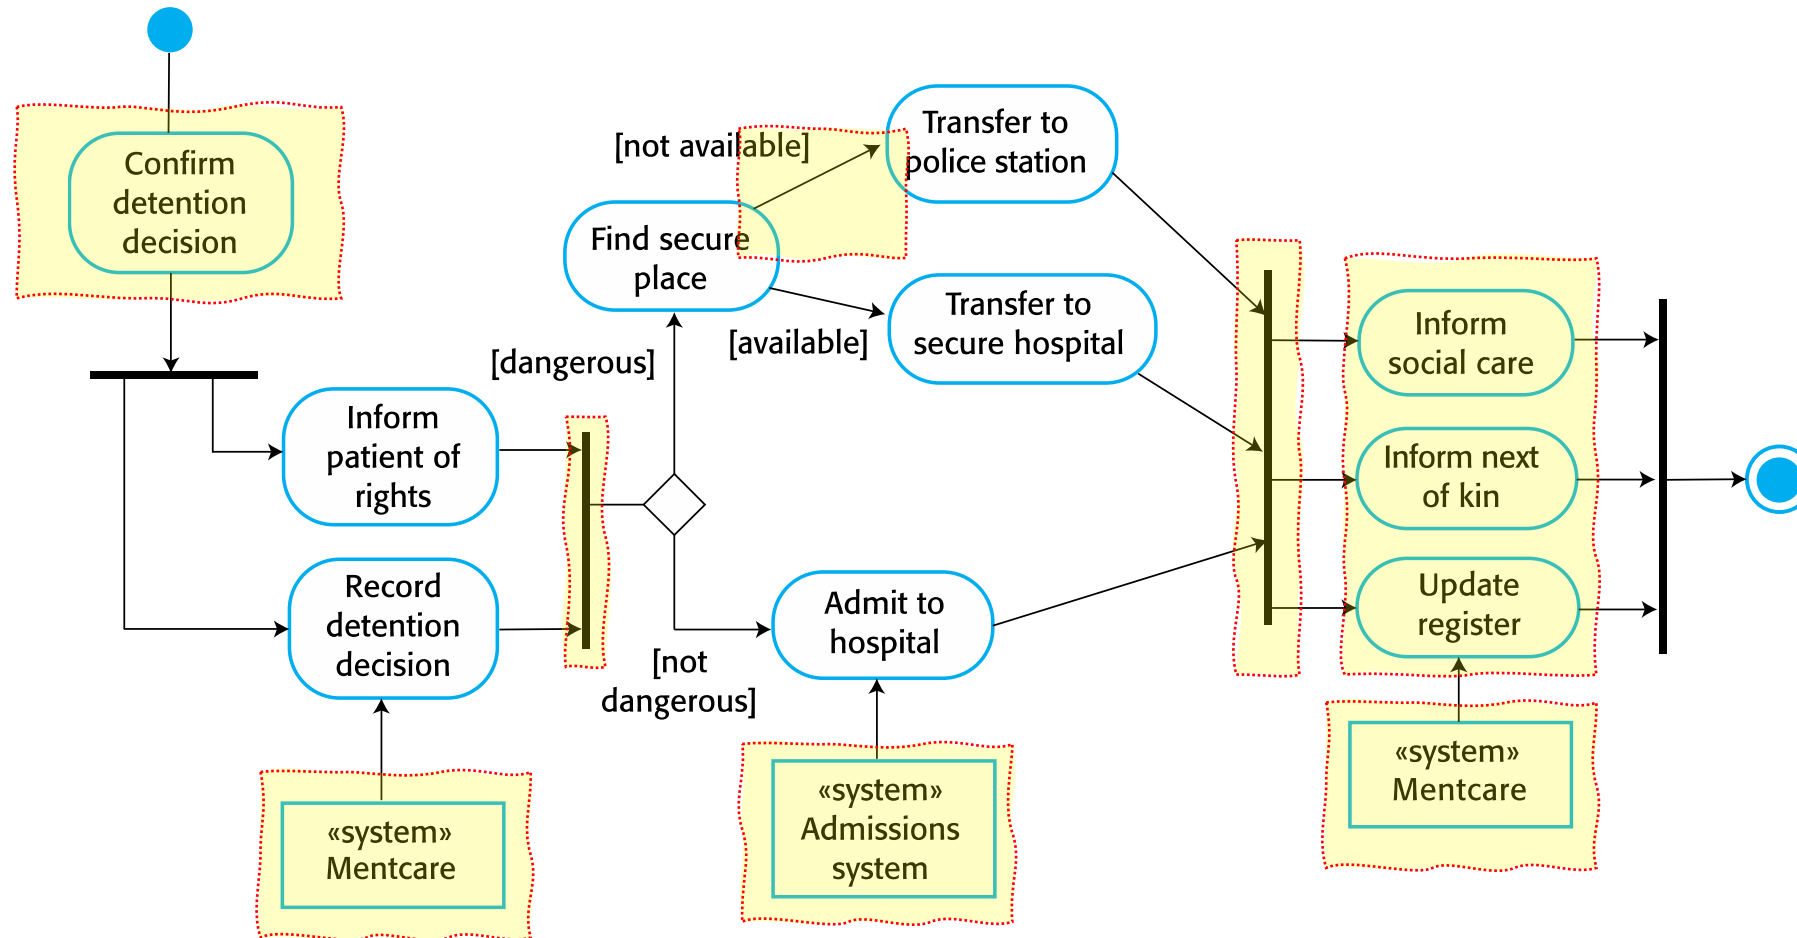 Confirm
detention
decision
Inform
patient of
rights
Record
detention
decision
«system»
Mentcare
[dangerous]
[not
dangerous]
Find secure
place
[not available]
[available]
Transfer to
police station
Transfer to
secure hospital
Admit to
hospital
«system»
Admissions
system
Inform
social care
Inform next
of kin
Update
register
«system»
Mentcare